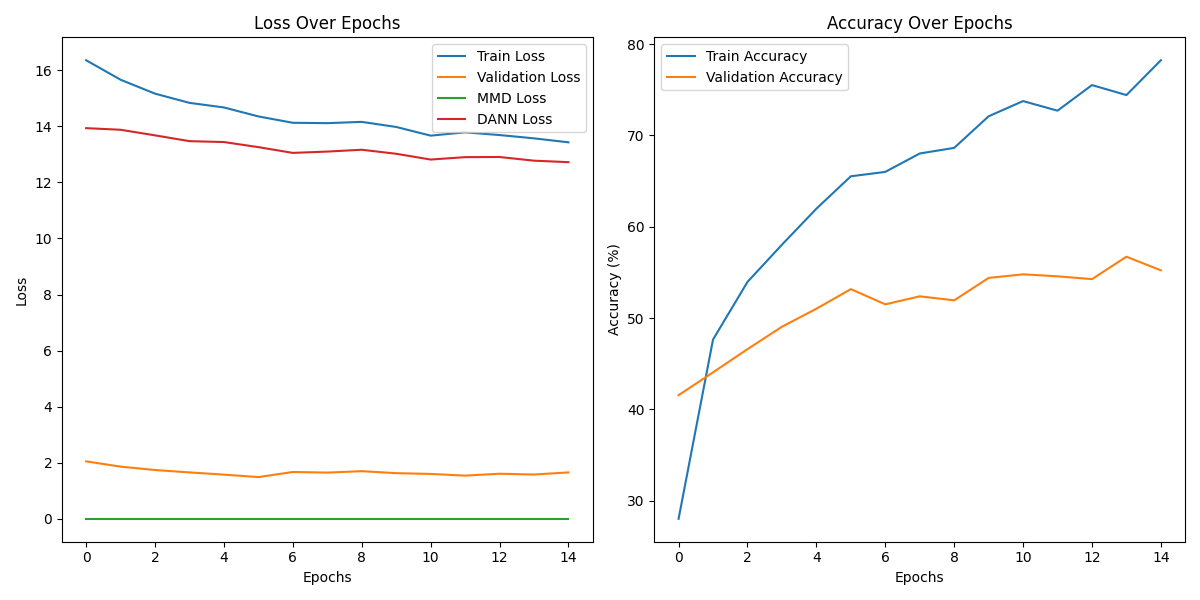 Loss Over Epochs
Train Loss
Validation Loss
MMD Loss
DANN Loss
16
14
12
10
8
6
4
2
0
Loss
0 2 4 6 8 10 12 14
Epochs
Accuracy Over Epochs
Train Accuracy
Validation Accuracy
80
70
60
50
40
30
Accuracy (%)
0 2 4 6 8 10 12 14
Epochs